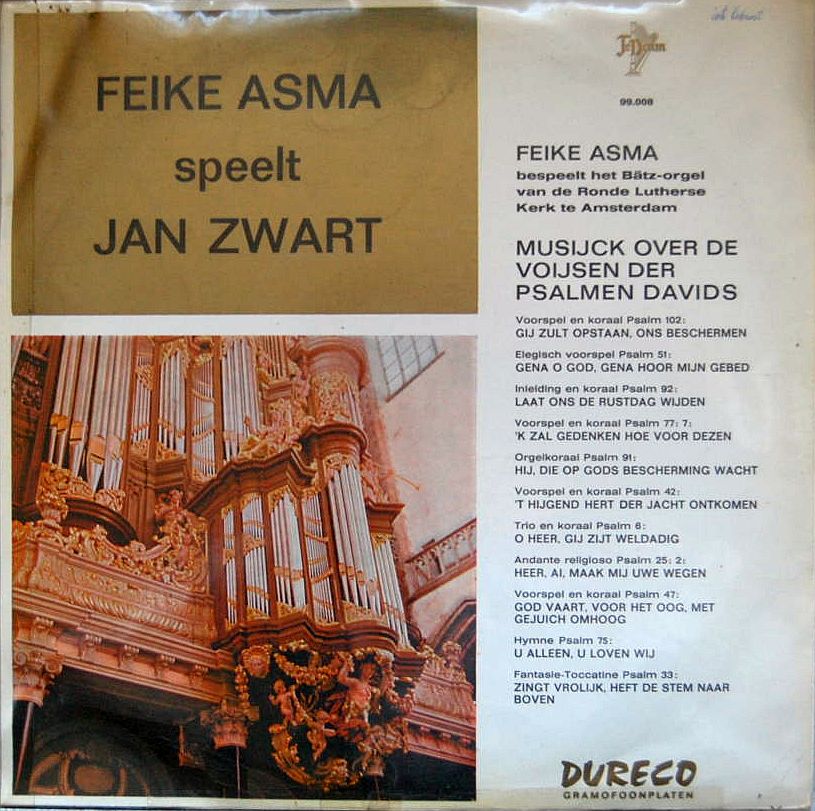 FEIKE ASMA
speelt
JAN ZWART
99.008
FEIKE ASMA
bespeelt het Bätz-orgel
van de Ronde Lutherse
Kerk te Amsterdam
MUSIJCK OVER DE
VOIJSEN DER
PSALMEN DAVIDS
Voorspel en koraal Psalm 102:
GIJ ZULT OPSTAAN, ONS BESCHERMEN
Elegisch voorspel Psalm 51:
GENA O GOD, GENA HOOR MIJN GEBED
Inleiding en koraal Psalm 92:
LAAT ONS DE RUSTDAG WIJDEN
Voorspel en koraal Psalm 77: 7:
'K ZAL GEDENKEN HOE VOOR DEZEN
Orgelkoraal Psalm 91:
HIJ, DIE OP GODS BESCHERMING WACHT
Voorspel en koraal Psalm 42:
'T HIJGEND HERT DER JACHT ONTKOMEN
Trio en koraal Psalm 6:
O HEER, GIJ ZIJT WELDADIG
Andante religioso Psalm 25: 2:
HEER, AI, MAAK MIJ UWE WEGEN
Voorspel en koraal Psalm 47:
GOD VAART, VOOR HET OOG, MET
GEJUICH OMHOOG
Hymne Psalm 75:
U ALLEEN, U LOVEN WIJ
Fantasie-Toccatine Psalm 33:
ZINGT VROLIJK, HEFT DE STEM NAAR
BOVEN
DURECO
GRAMOFOONPLATEN